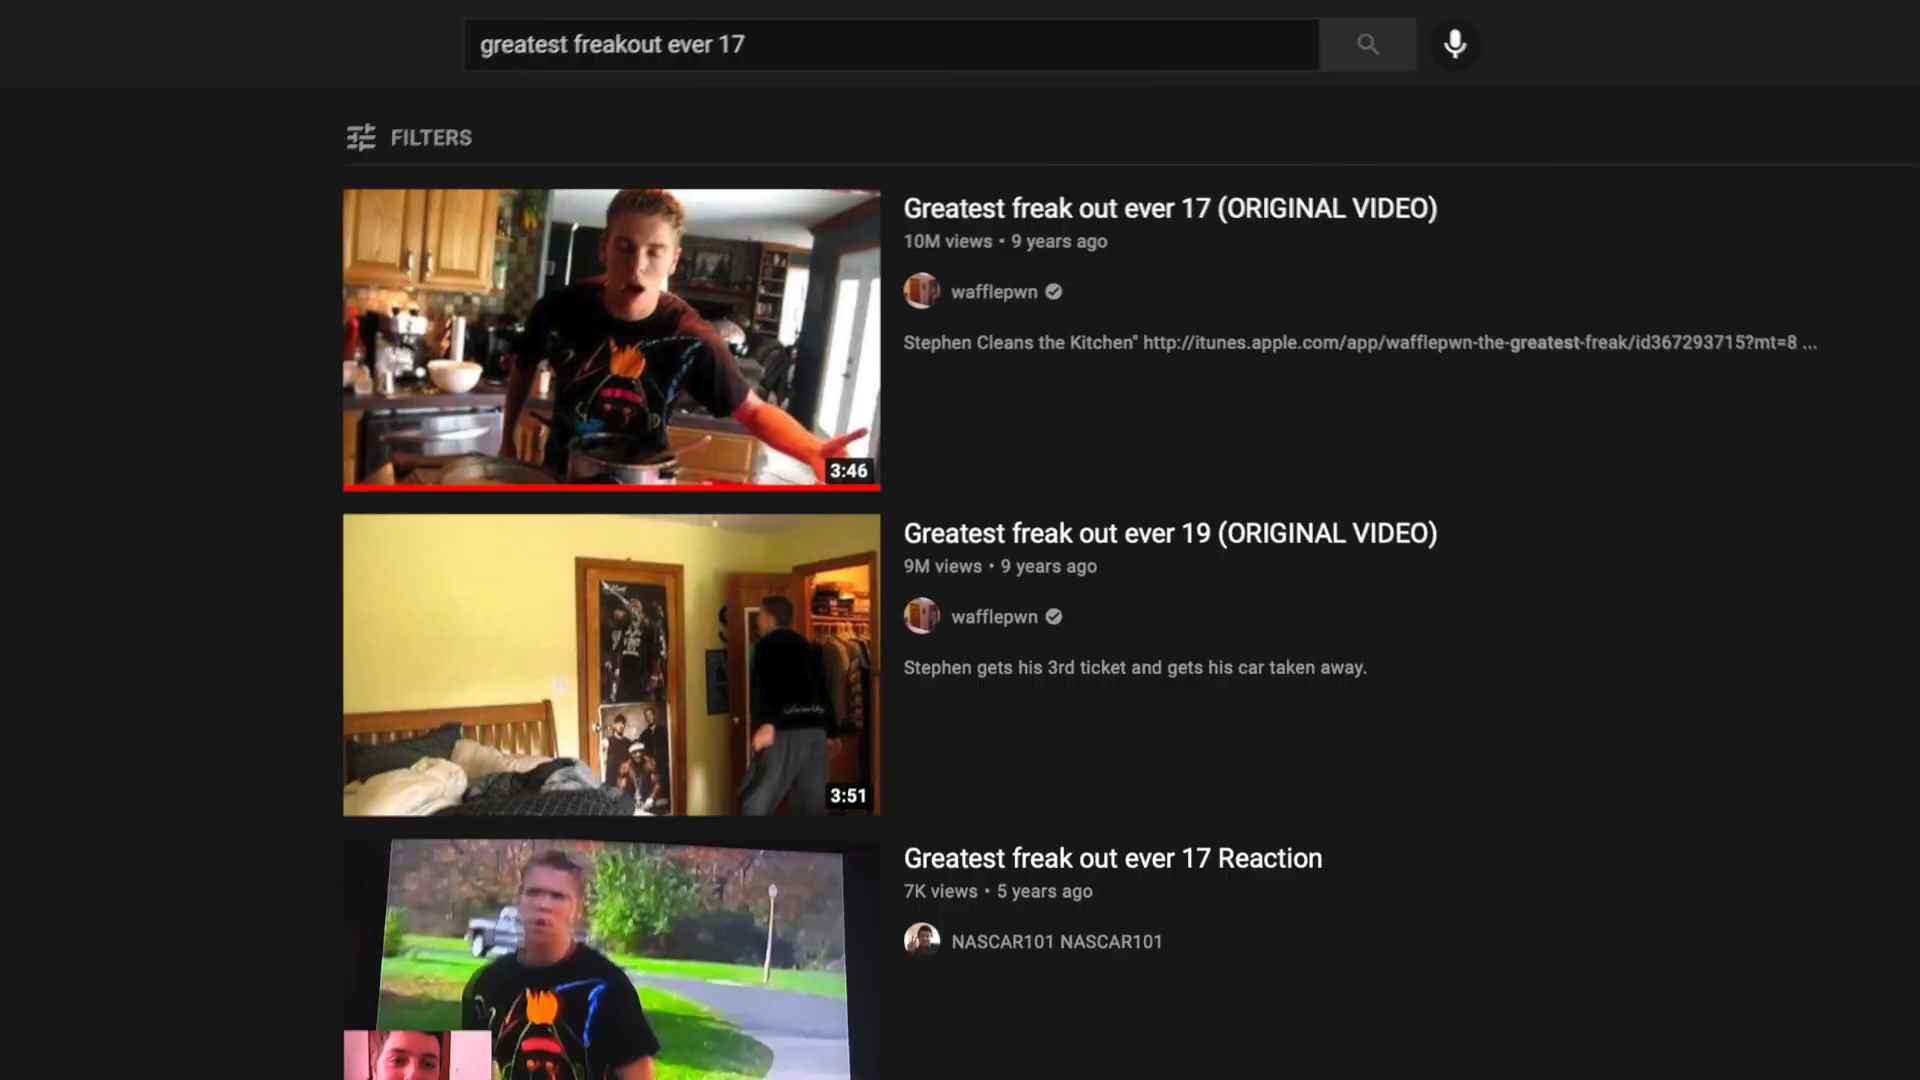 greatest freakout ever 17
FILTERS
3:46
Greatest freak out ever 17 (ORIGINAL VIDEO)
10M views • 9 years ago
wafflepwn
Stephen Cleans the Kitchen" http://itunes.apple.com/app/wafflepwn-the-greatest-freak/id367293715?mt=8 ...
3:51
Greatest freak out ever 19 (ORIGINAL VIDEO)
9M views • 9 years ago
wafflepwn
Stephen gets his 3rd ticket and gets his car taken away.
Greatest freak out ever 17 Reaction
7K views • 5 years ago
NASCAR101 NASCAR101